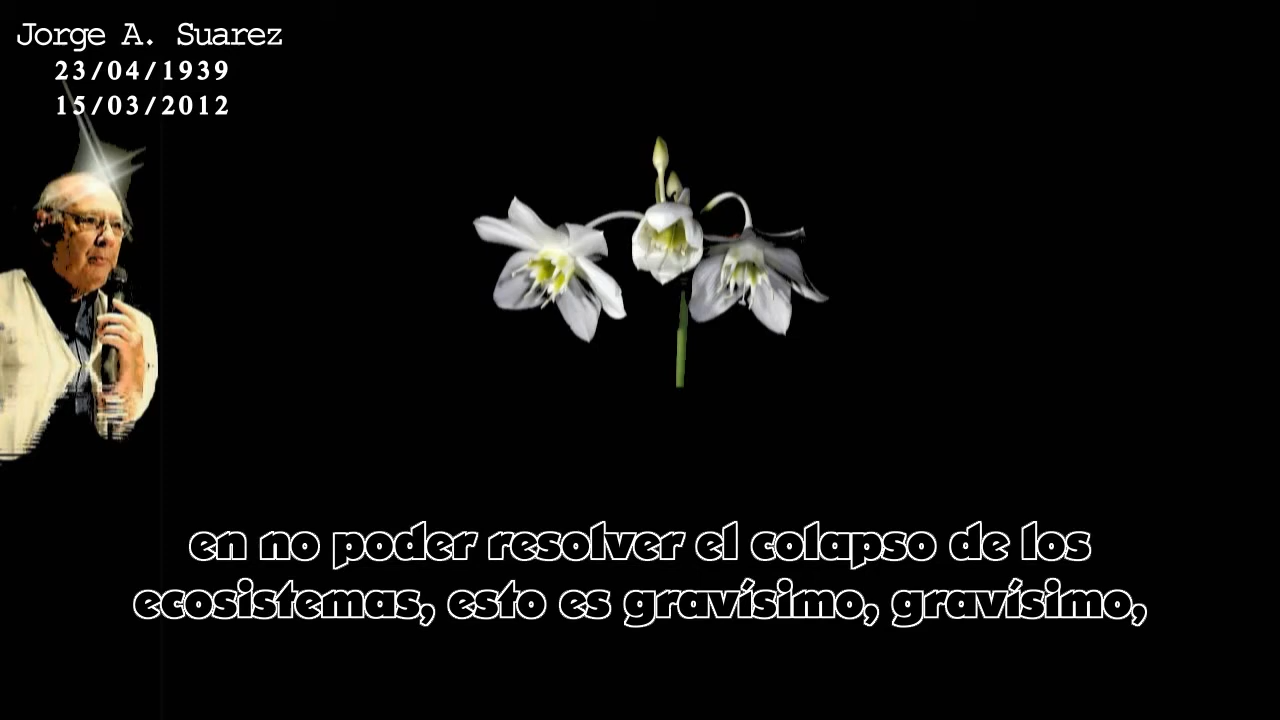 Jorge A. Suarez
23/04/1939
15/03/2012
en no poder resolver el colapso de los
ecosistemas, esto es gravísimo, gravísimo,